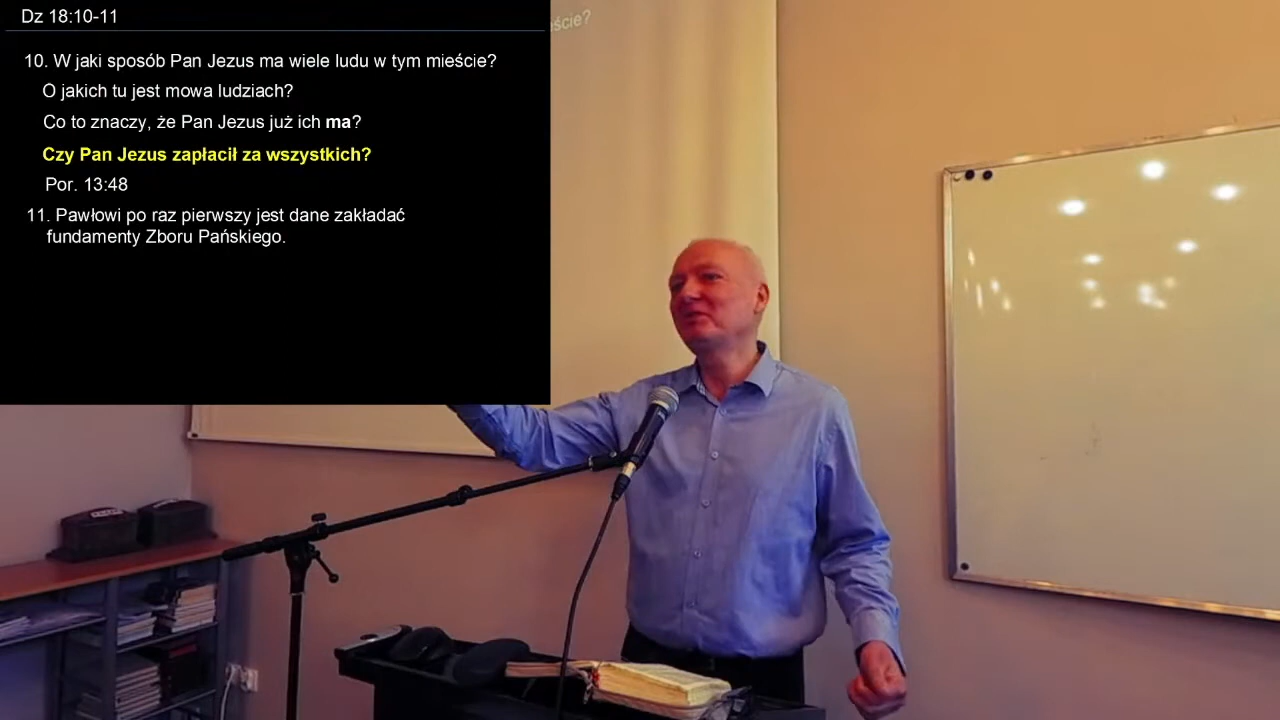 Dz 18:10-11
10. W jaki sposób Pan Jezus ma wiele ludu w tym mieście?
O jakich tu jest mowa ludziach?
Co to znaczy, że Pan Jezus już ich ma?
Czy Pan Jezus zapłacił za wszystkich?
Por. 13:48
11. Pawłowi po raz pierwszy jest dane zakładać
fundamenty Zboru Pańskiego.
ście?